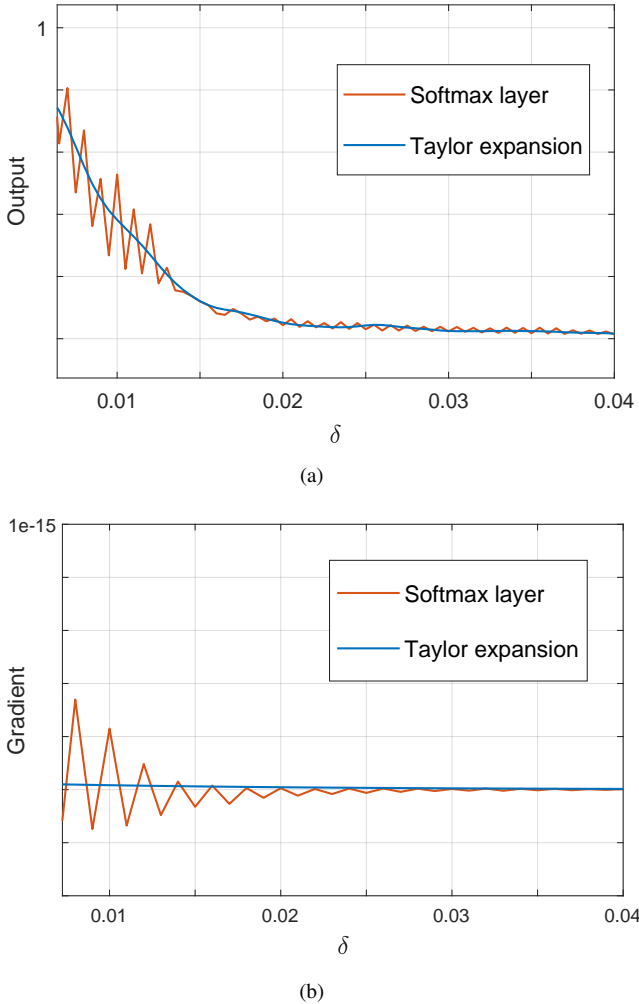 1
Softmax layer
Taylor expansion
Output
0.01 0.02 0.03 0.04
δ
(a)
1e-15
Softmax layer
Taylor expansion
Gradient
0.01 0.02 0.03 0.04
δ
(b)